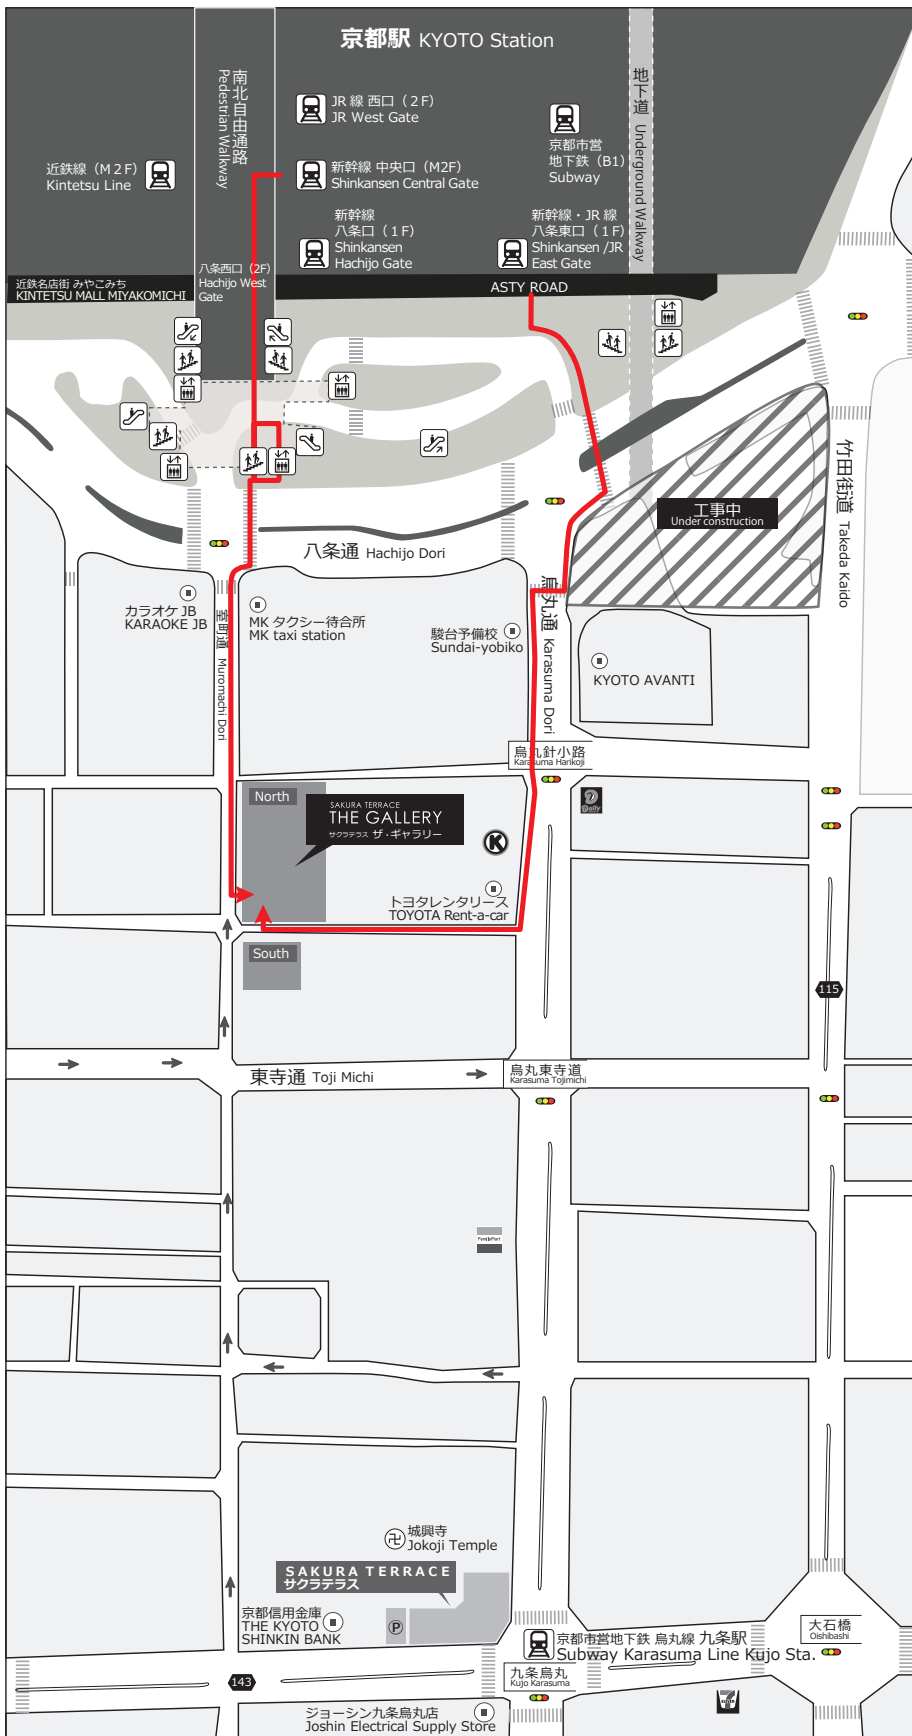 京都駅 KYOTO Station
南北自由通路
Pedestrian Walkway
JR 線 西口（2F）
JR West Gate
地下道 Underground Walkway
京都市営
地下鉄（B1）
Subway
近鉄線（M2F）
Kintetsu Line
新幹線 中央口（M2F）
Shinkansen Central Gate
新幹線
八条口（1F）
Shinkansen
Hachijo Gate
新幹線・JR 線
八条東口（1F）
Shinkansen /JR
East Gate
八条西口（2F）
Hachijo West
Gate
近鉄名店街 みやこみち
KINTETSU MALL MIYAKOMICHI
ASTY ROAD
竹田街道 Takeda Kaido
工事中
Under construction
八条通 Hachijo Dori
カラオケ JB
KARAOKE JB
室町通 Muromachi Dori
MK タクシー待合所
MK taxi station
駿台予備校
Sundai-yobiko
烏丸通 Karasuma Dori
KYOTO AVANTI
烏丸針小路
Karasuma Harikoji
North
SAKURA TERRACE
THE GALLERY
サクラテラス ザ・ギャラリー
Daily
K
トヨタレンタリース
TOYOTA Rent-a-car
South
115
東寺通 Toji Michi
烏丸東寺道
Karasuma Tojimichi
FamilyMart
城興寺
Jokoji Temple
SAKURA TERRACE
サクラテラス
京都信用金庫
THE KYOTO
SHINKIN BANK
P
大石橋
Oishibashi
京都市営地下鉄 烏丸線 九条駅
Subway Karasuma Line Kujo Sta.
九条烏丸
Kujo Karasuma
143
ジョーシン九条烏丸店
Joshin Electrical Supply Store
7